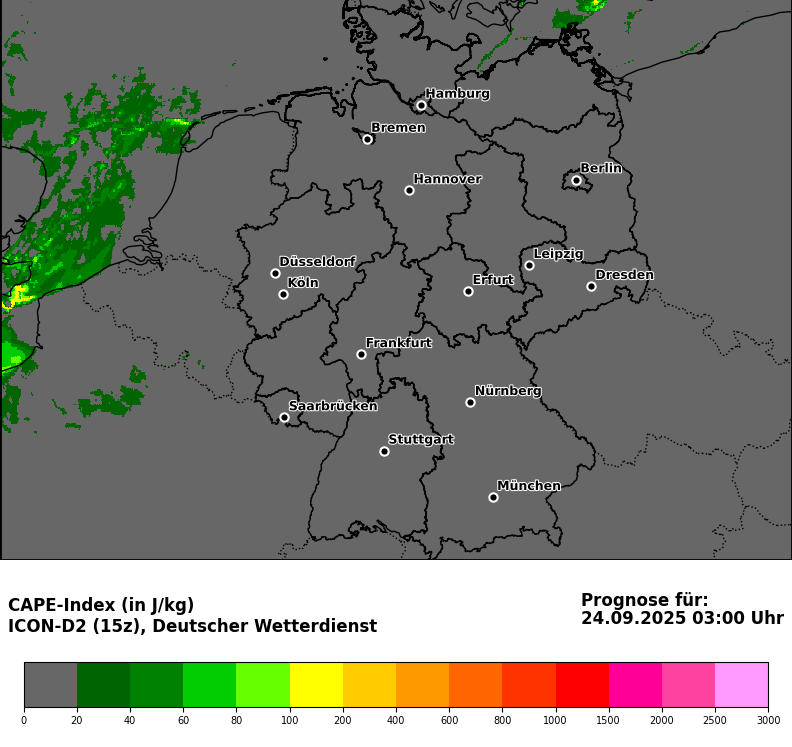 Hamburg
Bremen
Berlin
Hannover
Leipzig
Düsseldorf
Dresden
Köln
Erfurt
Frankfurt
Nürnberg
Saarbrücken
Stuttgart
München
CAPE-Index (in J/kg)
ICON-D2 (15z), Deutscher Wetterdienst
Prognose für:
24.09.2025 03:00 Uhr
0 20 40 60 80 100 200 400 600 800 1000 1500 2000 2500 3000